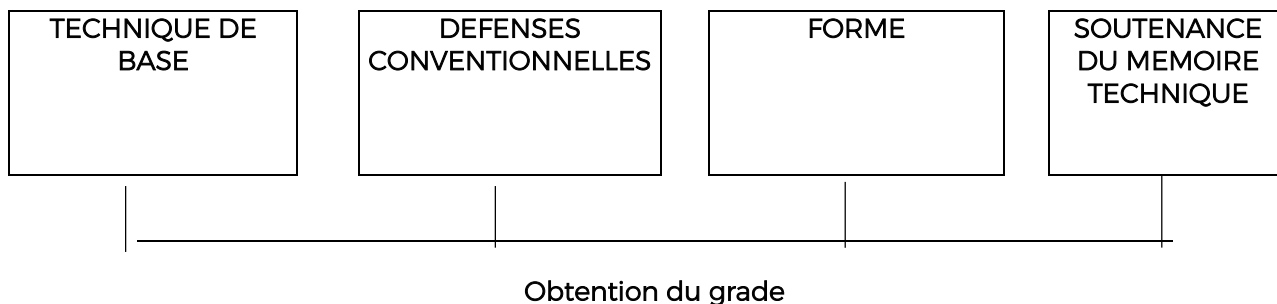 TECHNIQUE DE
BASE
DEFENSES
CONVENTIONNELLES
FORME
SOUTENANCE
DU MEMOIRE
TECHNIQUE
Obtention du grade